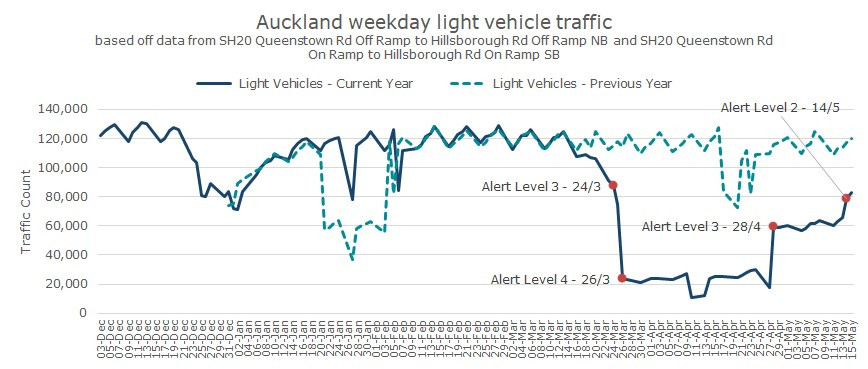 Auckland weekday light vehicle traffic
based off data from SH20 Queenstown Rd Off Ramp to Hillsborough Rd Off Ramp NB and SH20 Queenstown Rd
On Ramp to Hillsborough Rd On Ramp SB
Light Vehicles - Current Year
Light Vehicles - Previous Year
Traffic Count
140,000
120,000
100,000
80,000
60,000
40,000
20,000
0
Alert Level 2 - 14/5
Alert Level 3 - 24/3
Alert Level 3 - 28/4
Alert Level 4 - 26/3
03-Dec
05-Dec
07-Dec
09-Dec
11-Dec
13-Dec
15-Dec
17-Dec
19-Dec
21-Dec
23-Dec
25-Dec
27-Dec
29-Dec
31-Dec
02-Jan
04-Jan
06-Jan
08-Jan
10-Jan
12-Jan
14-Jan
16-Jan
18-Jan
20-Jan
22-Jan
24-Jan
26-Jan
28-Jan
30-Jan
01-Feb
03-Feb
05-Feb
07-Feb
09-Feb
11-Feb
13-Feb
15-Feb
17-Feb
19-Feb
21-Feb
23-Feb
25-Feb
27-Feb
29-Feb
02-Mar
04-Mar
06-Mar
08-Mar
10-Mar
12-Mar
14-Mar
16-Mar
18-Mar
20-Mar
22-Mar
24-Mar
26-Mar
28-Mar
30-Mar
01-Apr
03-Apr
05-Apr
07-Apr
09-Apr
11-Apr
13-Apr
15-Apr
17-Apr
19-Apr
21-Apr
23-Apr
25-Apr
27-Apr
29-Apr
01-May
03-May
05-May
07-May
09-May
11-May
13-May
15-May